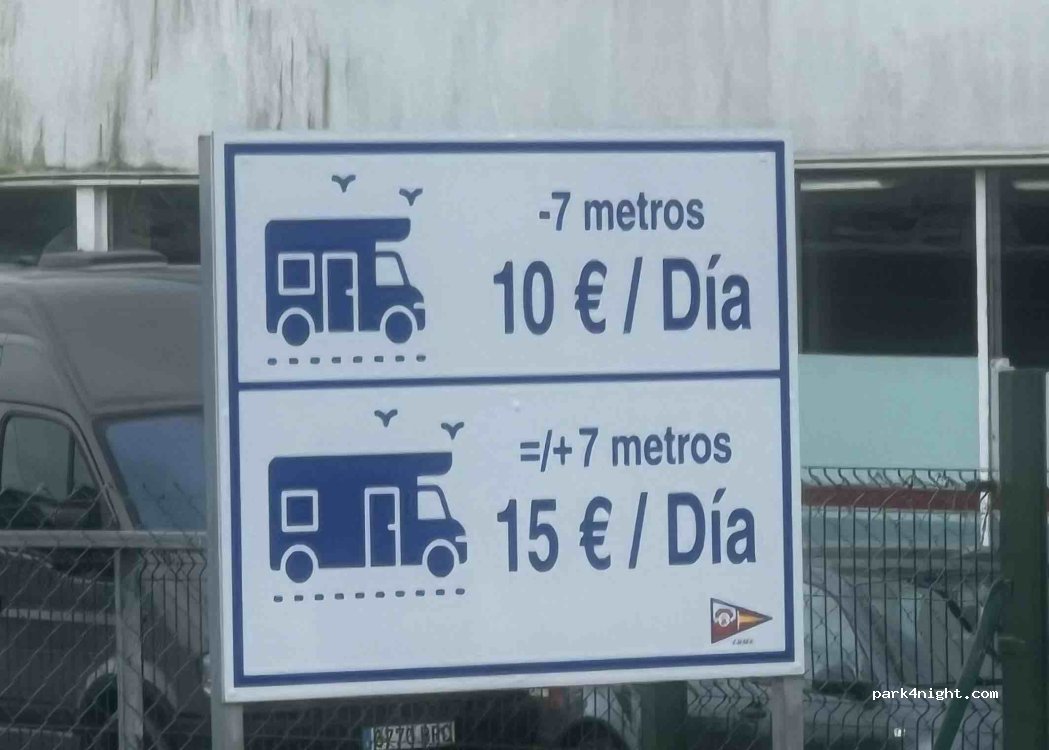 -7 metros
10 € / Día
=/+ 7 metros
15 € / Día
park4night.com